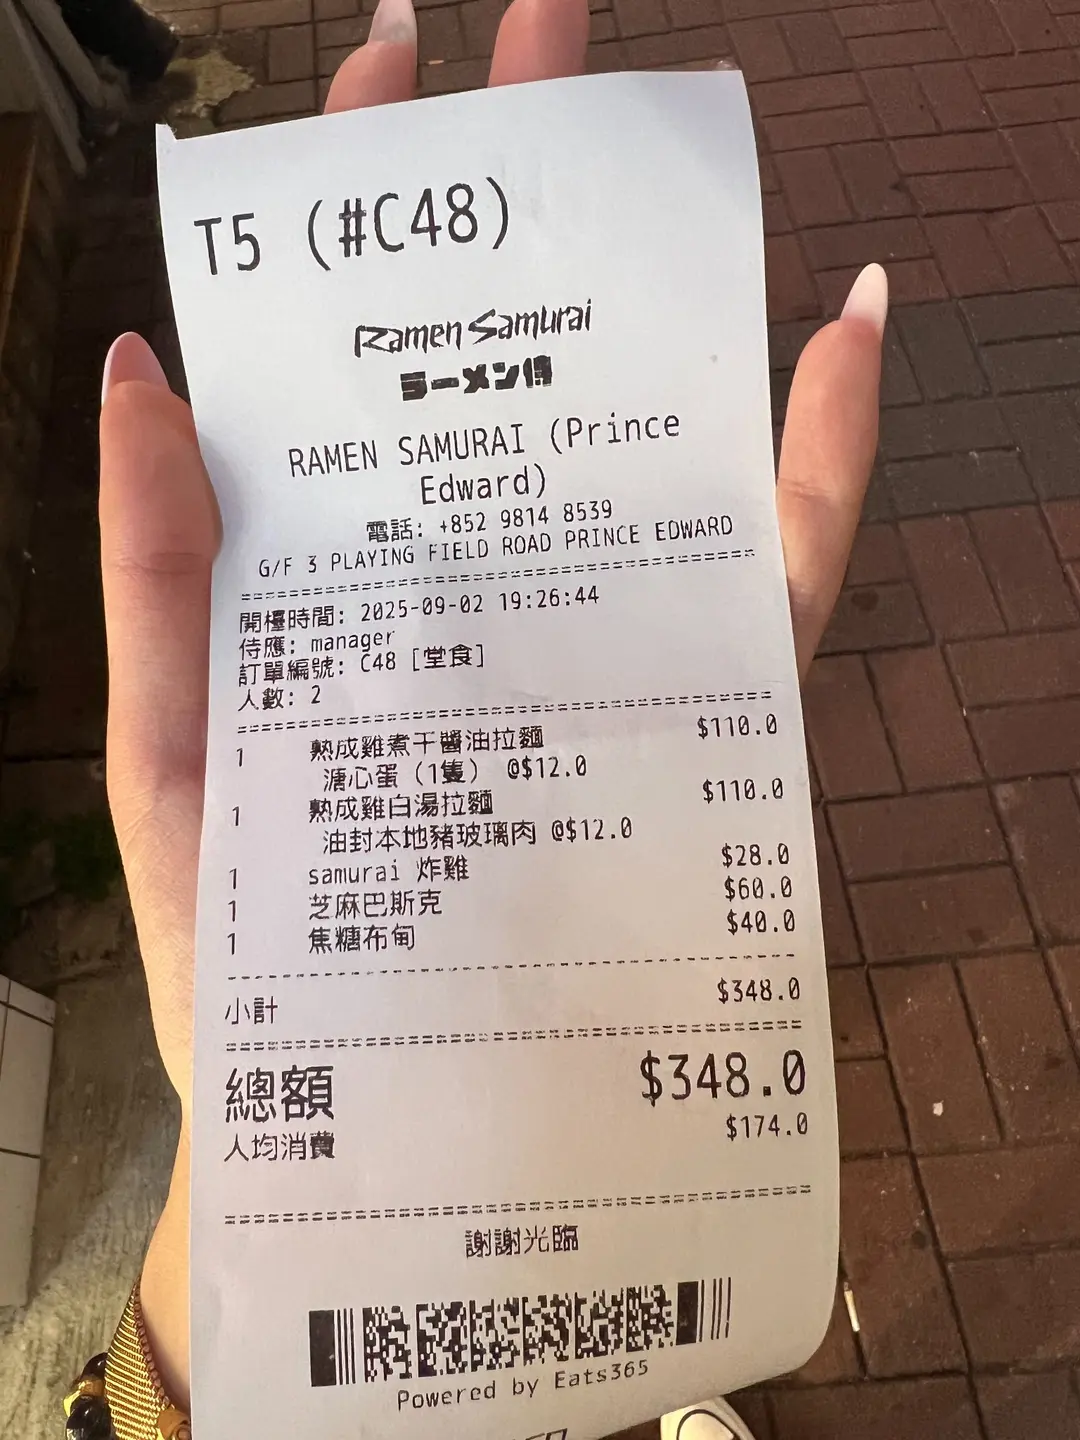 T5 (#C48)
Ramen Samurai
ラーメン侍
RAMEN SAMURAI (Prince
Edward)
電話: +852 9814 8539
G/F 3 PLAYING FIELD ROAD PRINCE EDWARD
開檯時間: 2025-09-02 19:26:44
侍應: manager
訂單編號: C48 [堂食]
人數: 2
1 熟成雞煮干醬油拉麵 $110.0
溏心蛋 (1隻) @$12.0
1 熟成雞白湯拉麵 $110.0
油封本地豬玻璃肉 @$12.0
1 samurai 炸雞 $28.0
1 芝麻巴斯克 $60.0
1 焦糖布甸 $40.0
小計 $348.0
總額 $348.0
人均消費 $174.0
謝謝光臨
Powered by Eats365